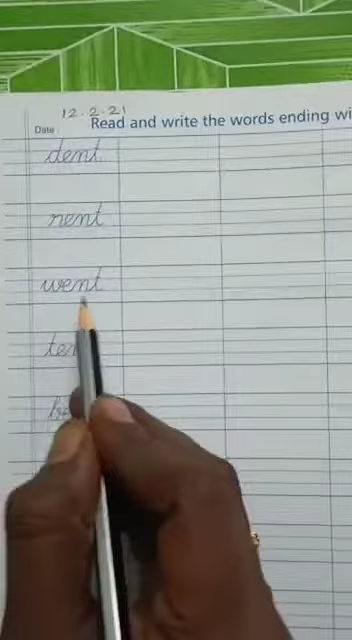 12.2.21
Date Read and write the words ending wi
dent
rent
went